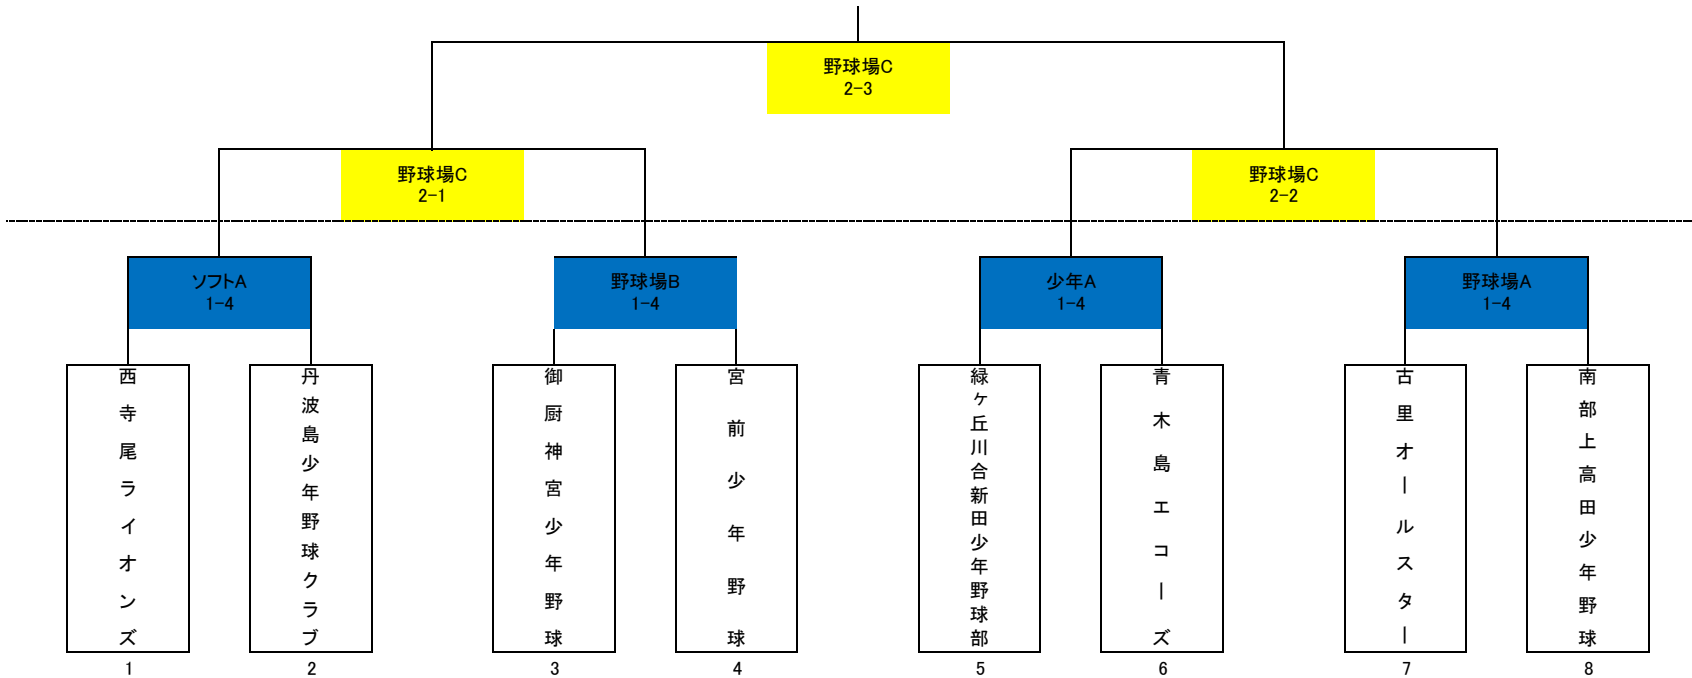 野球場C
2-3
野球場C
2-1
野球場C
2-2
ソフトA
1-4
野球場B
1-4
少年A
1-4
野球場A
1-4
西寺尾ライオンズ
丹波島少年野球クラブ
御厨神宮少年野球
宮前少年野球
緑ヶ丘川合新田少年野球部
青木島エコーズ
古里オールスター
南部上高田少年野球
1
2
3
4
5
6
7
8